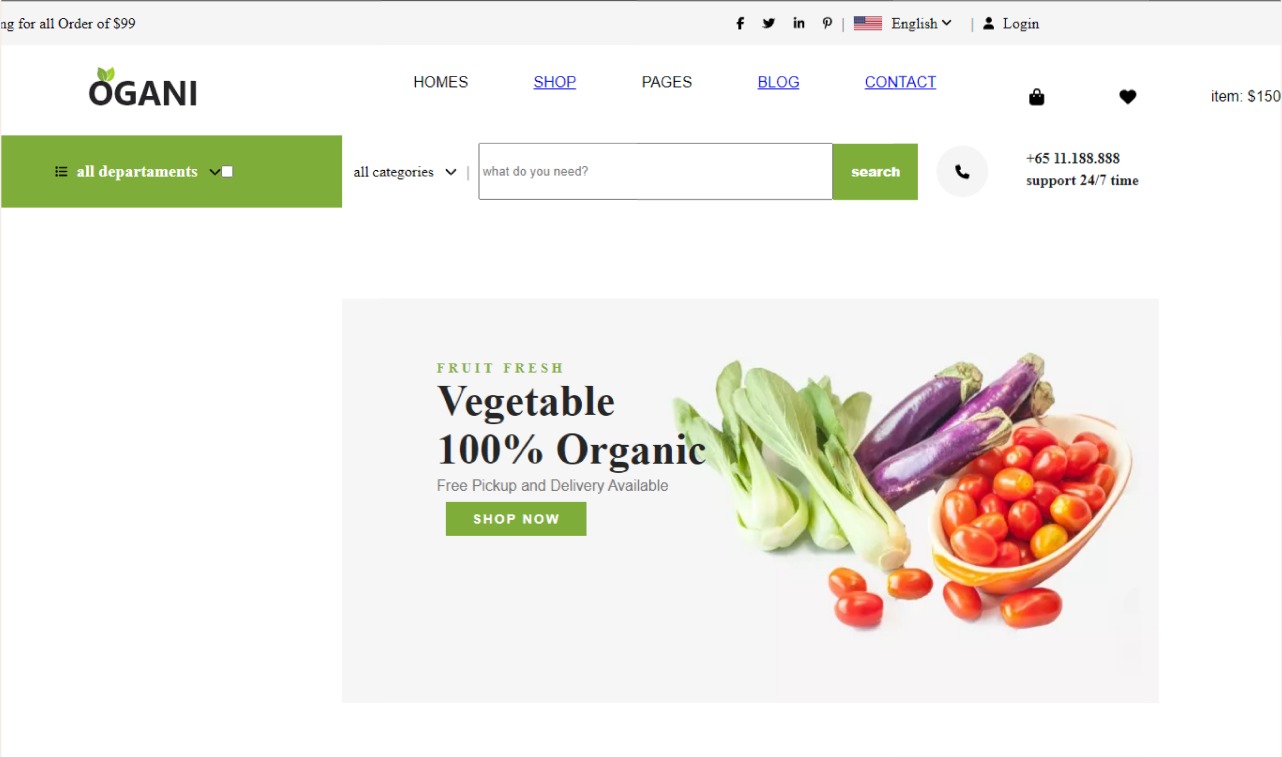 ng for all Order of $99
| English | Login
OGANI
HOMES SHOP PAGES BLOG CONTACT
item: $150
all departaments
all categories | what do you need? search
+65 11.188.888
support 24/7 time
FRUIT FRESH
Vegetable
100% Organic
Free Pickup and Delivery Available
SHOP NOW